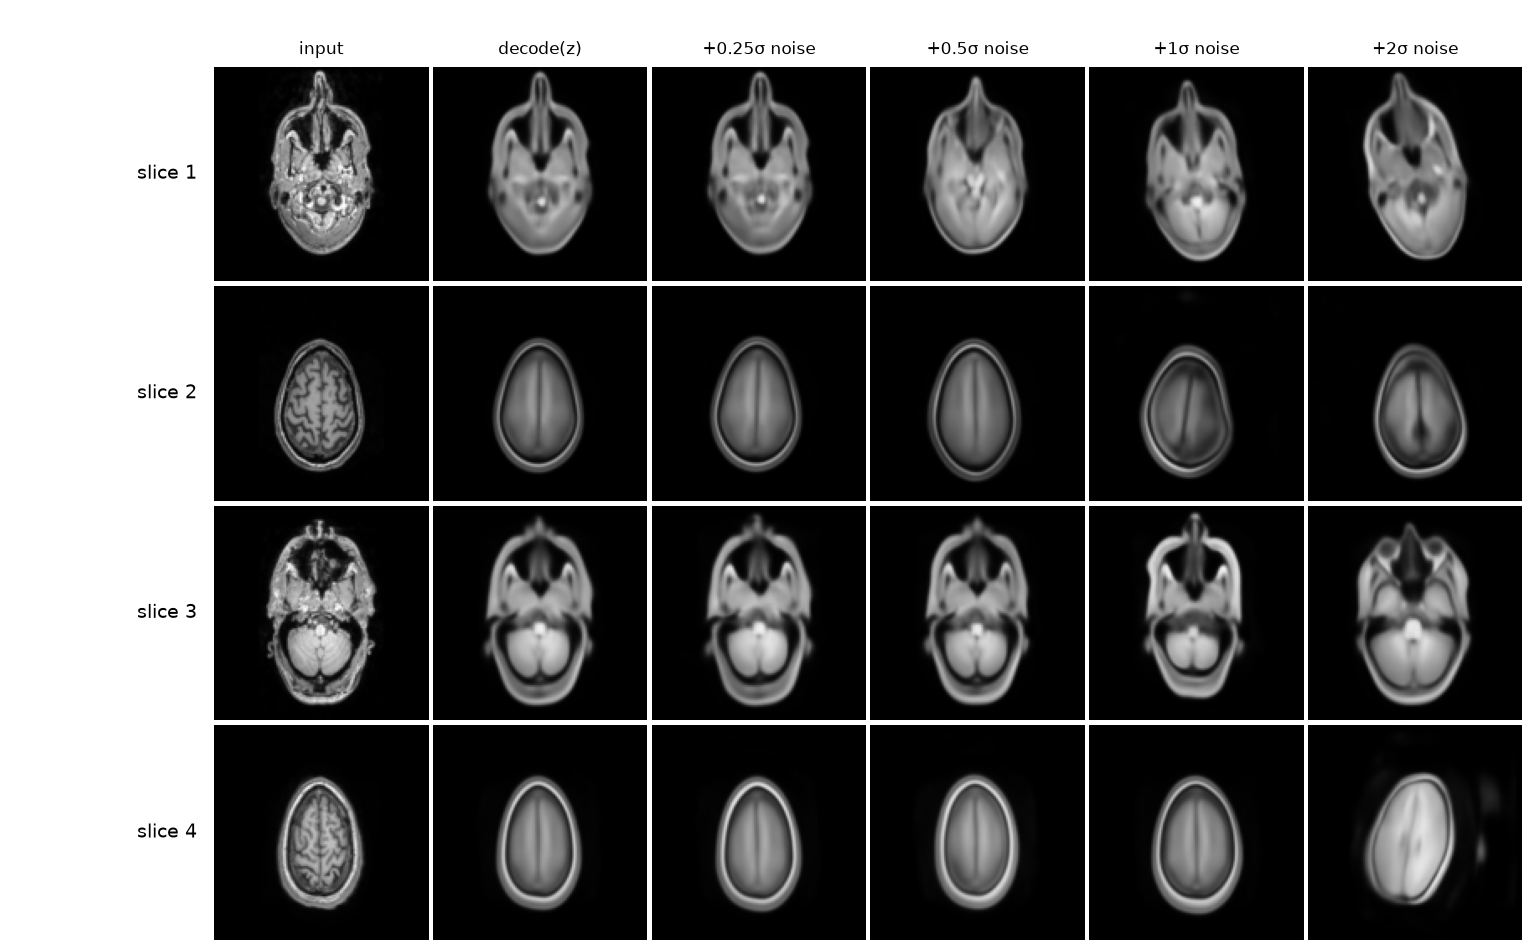 input decode(z) +0.25σ noise +0.5σ noise +1σ noise +2σ noise
slice 1
slice 2
slice 3
slice 4